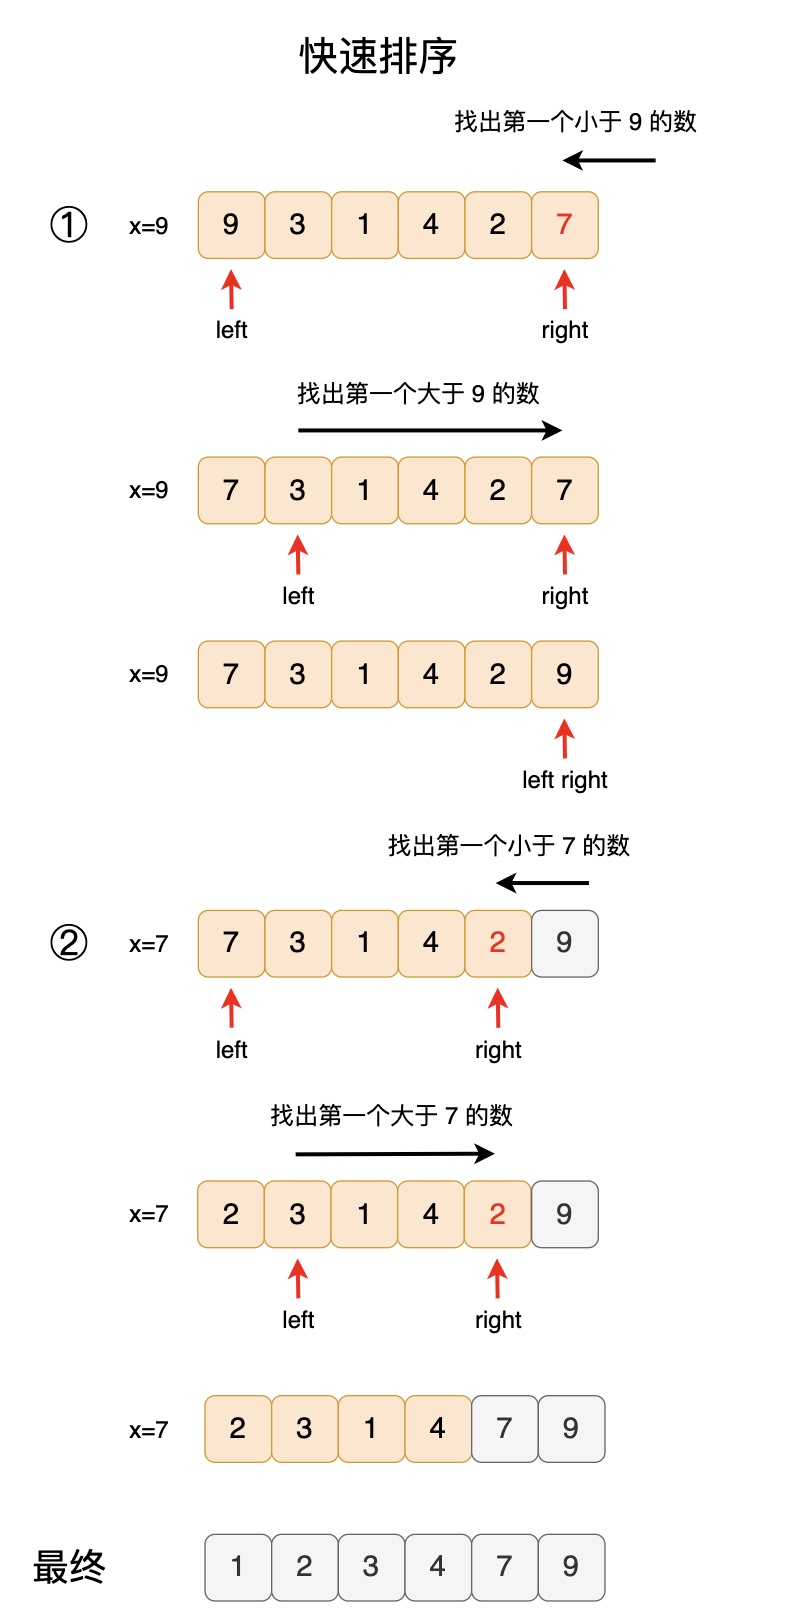 快速排序
找出第一个小于 9 的数
① x=9 9 3 1 4 2 7
left right
找出第一个大于 9 的数
x=9 7 3 1 4 2 7
left right
x=9 7 3 1 4 2 9
left right
找出第一个小于 7 的数
② x=7 7 3 1 4 2 9
left right
找出第一个大于 7 的数
x=7 2 3 1 4 2 9
left right
x=7 2 3 1 4 7 9
最终 1 2 3 4 7 9